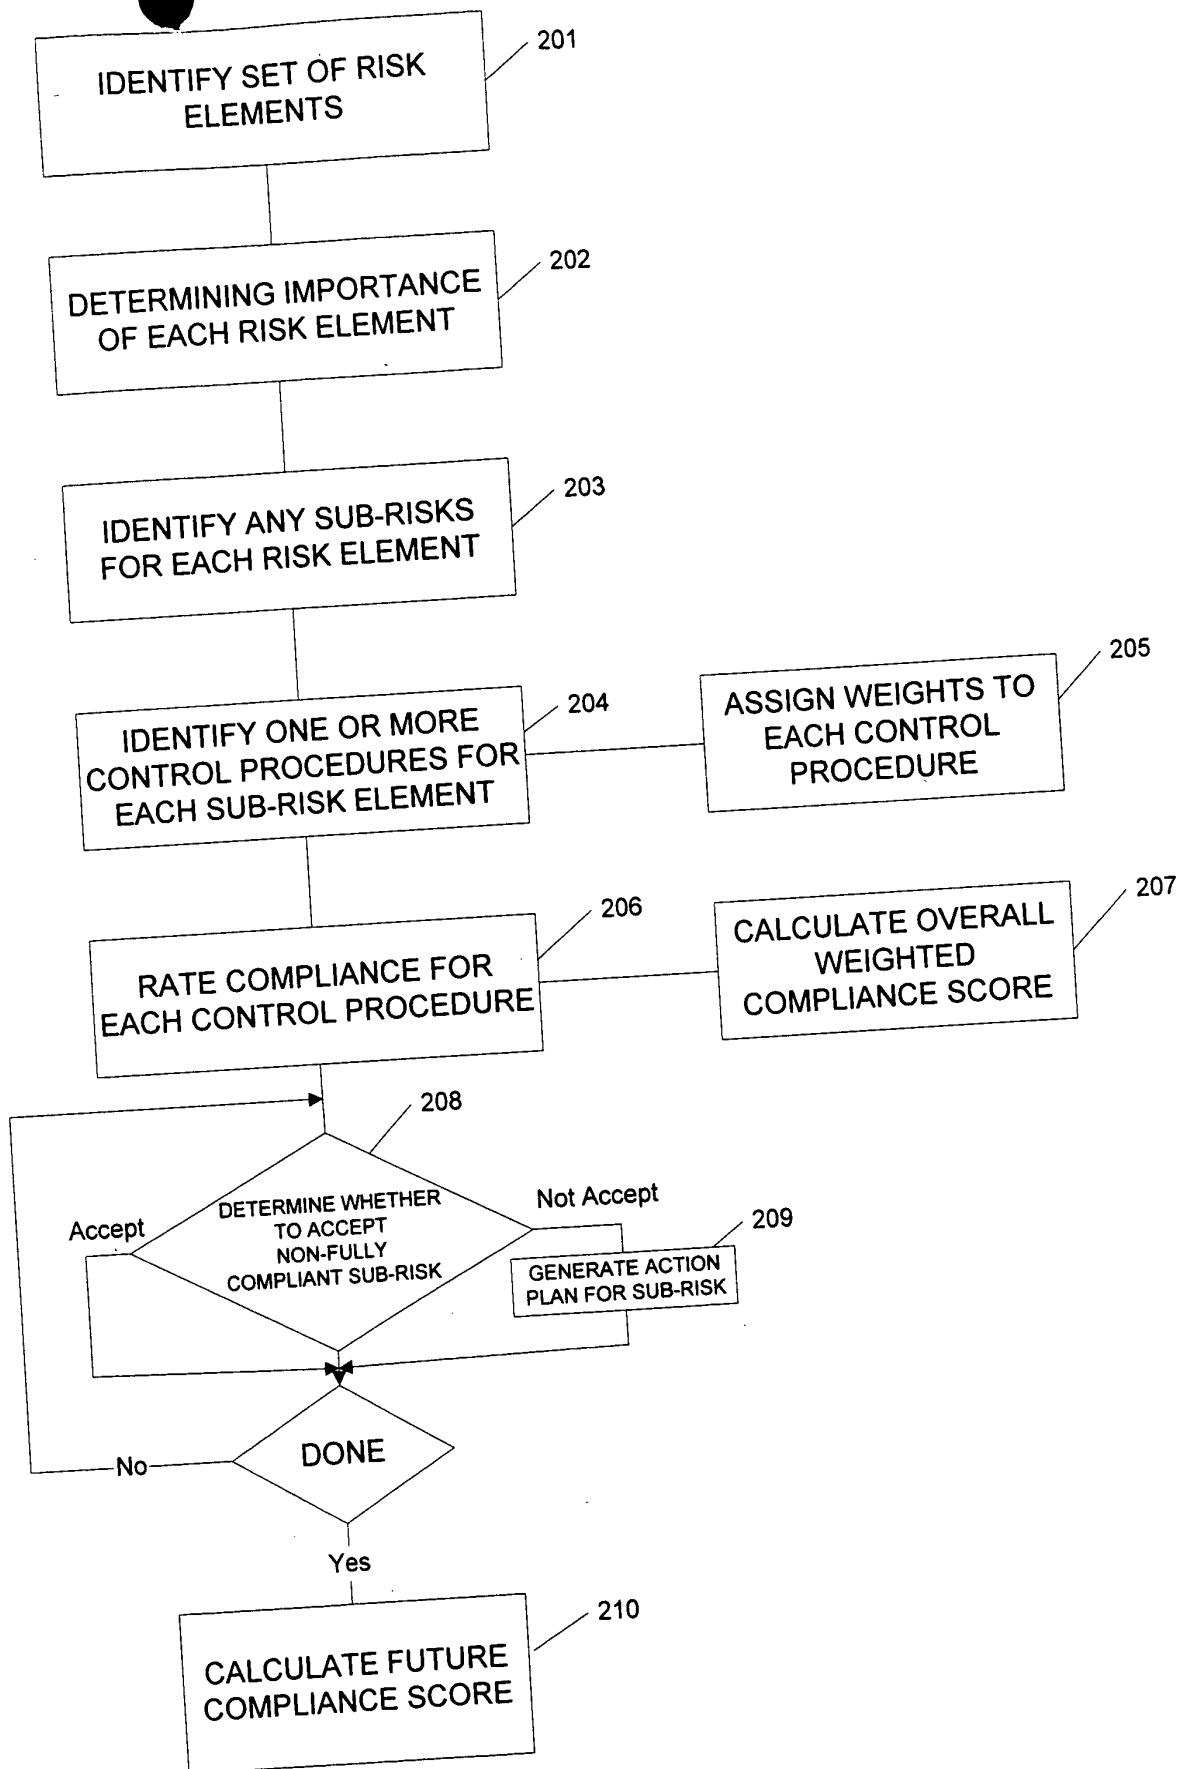 201
IDENTIFY SET OF RISK
ELEMENTS
202
DETERMINING IMPORTANCE
OF EACH RISK ELEMENT
203
IDENTIFY ANY SUB-RISKS
FOR EACH RISK ELEMENT
204
IDENTIFY ONE OR MORE
CONTROL PROCEDURES FOR
EACH SUB-RISK ELEMENT
205
ASSIGN WEIGHTS TO
EACH CONTROL
PROCEDURE
206
RATE COMPLIANCE FOR
EACH CONTROL PROCEDURE
207
CALCULATE OVERALL
WEIGHTED
COMPLIANCE SCORE
208
DETERMINE WHETHER
TO ACCEPT
NON-FULLY
COMPLIANT SUB-RISK
Accept
Not Accept
209
GENERATE ACTION
PLAN FOR SUB-RISK
DONE
No
Yes
210
CALCULATE FUTURE
COMPLIANCE SCORE